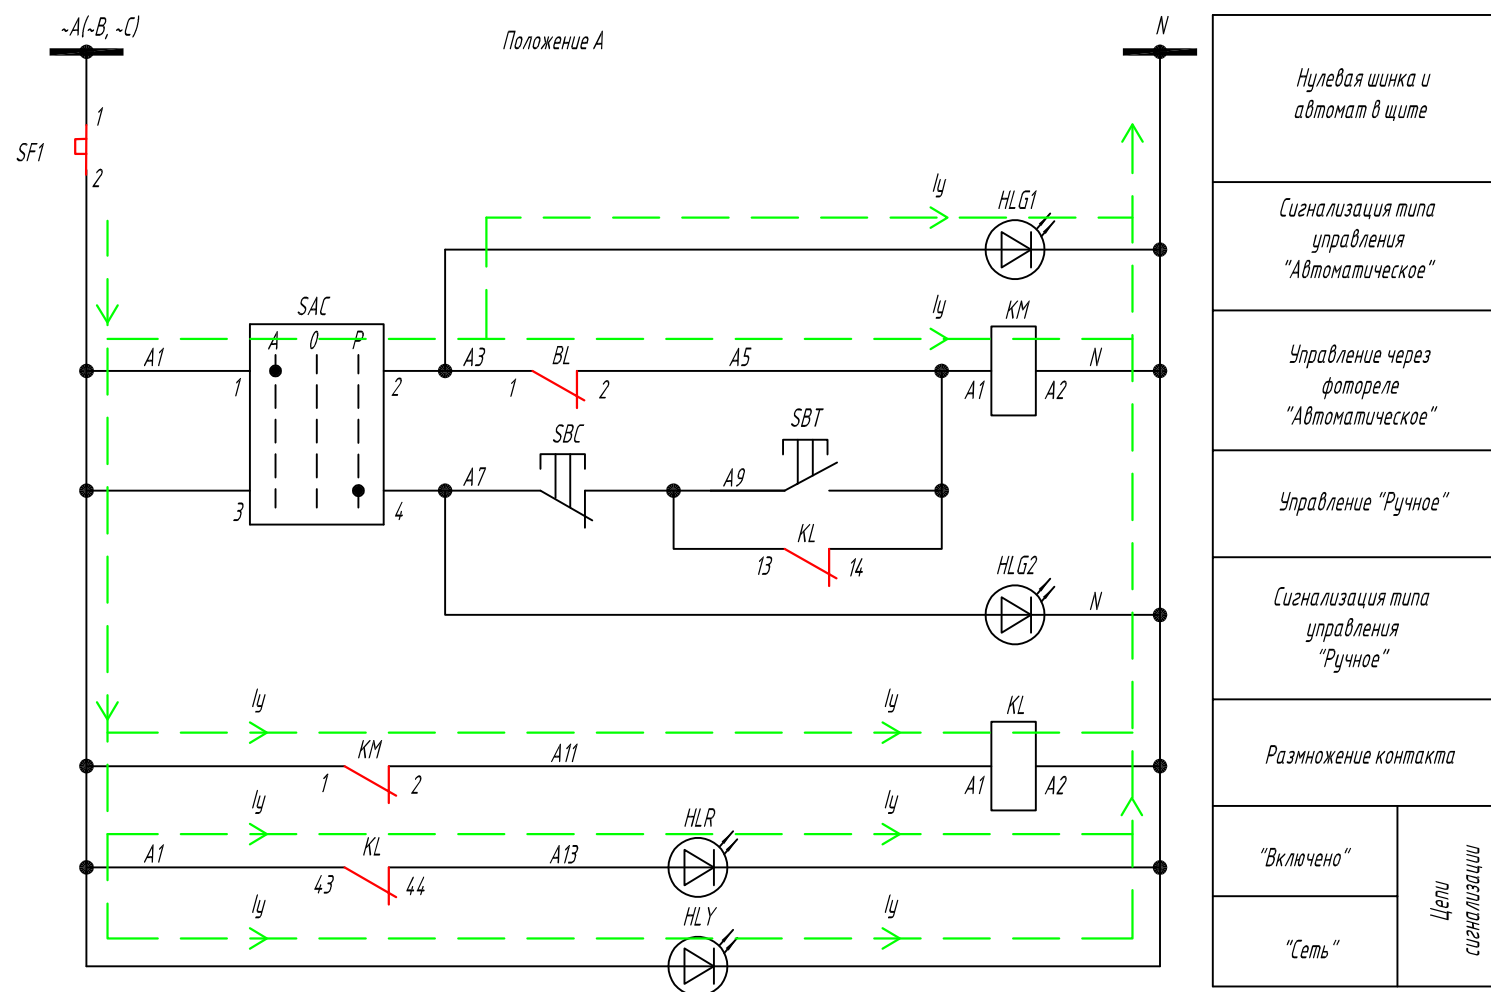 ~A(~B, ~C)
Положение А
N
1
SF1
2
Iу
HLG1
SAC
Iу
KM
А 0 Р
A1
1
2
A3
1
BL
2
A5
A1
A2
N
SBC
SBT
3
4
A7
A9
KL
13
14
HLG2
N
Iу
Iу
KL
KM
1
2
A11
A1
A2
Iу
Iу
HLR
A1
KL
43
44
A13
Iу
Iу
HLY
Нулевая шинка и
автомат в щите
Сигнализация типа
управления
"Автоматическое"
Управление через
фотореле
"Автоматическое"
Управление "Ручное"
Сигнализация типа
управления
"Ручное"
Размножение контакта
"Включено"
"Сеть"
Цепи
сигнализации